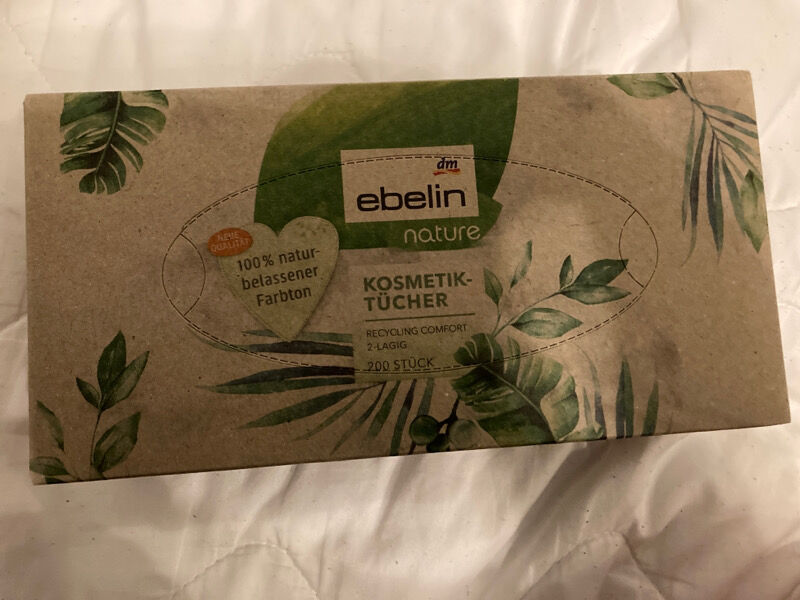 dm
ebelin
nature
NEUE
QUALITÄT
100% natur-
belassener
Farbton
KOSMETIK-
TÜCHER
RECYCLING COMFORT
2-LAGIG
200 STÜCK